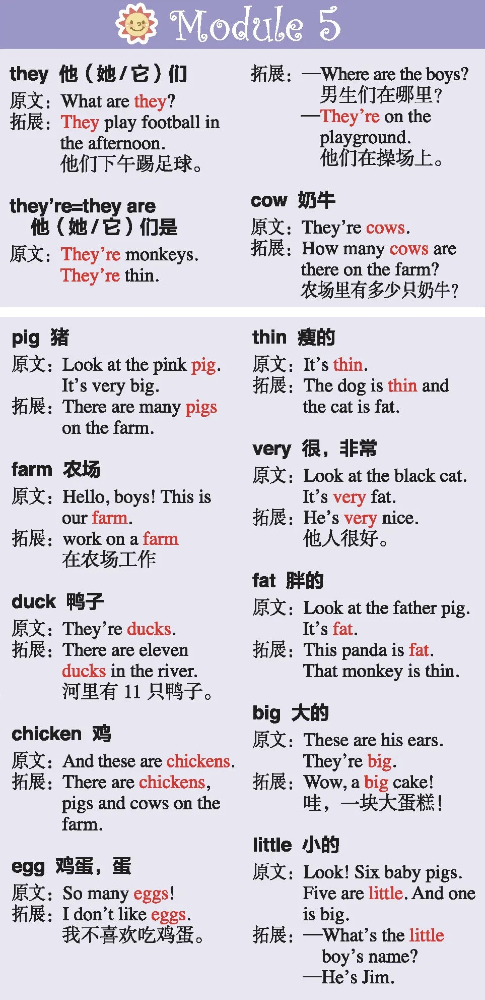 Module 5
they 他（她/它）们
原文：What are they?
拓展：They play football in
the afternoon.
他们下午踢足球。
they're=they are
他（她/它）们是
原文：They're monkeys.
They're thin.
拓展：—Where are the boys?
男生们在哪里？
—They're on the
playground.
他们在操场上。
cow 奶牛
原文：They're cows.
拓展：How many cows are
there on the farm?
农场里有多少只奶牛？
pig 猪
原文：Look at the pink pig.
It's very big.
拓展：There are many pigs
on the farm.
farm 农场
原文：Hello, boys! This is
our farm.
拓展：work on a farm
在农场工作
duck 鸭子
原文：They're ducks.
拓展：There are eleven
ducks in the river.
河里有 11 只鸭子。
chicken 鸡
原文：And these are chickens.
拓展：There are chickens,
pigs and cows on the
farm.
egg 鸡蛋，蛋
原文：So many eggs!
拓展：I don't like eggs.
我不喜欢吃鸡蛋。
thin 瘦的
原文：It's thin.
拓展：The dog is thin and
the cat is fat.
very 很，非常
原文：Look at the black cat.
It's very fat.
拓展：He's very nice.
他人很好。
fat 胖的
原文：Look at the father pig.
It's fat.
拓展：This panda is fat.
That monkey is thin.
big 大的
原文：These are his ears.
They're big.
拓展：Wow, a big cake!
哇，一块大蛋糕！
little 小的
原文：Look! Six baby pigs.
Five are little. And one
is big.
拓展：—What's the little
boy's name?
—He's Jim.